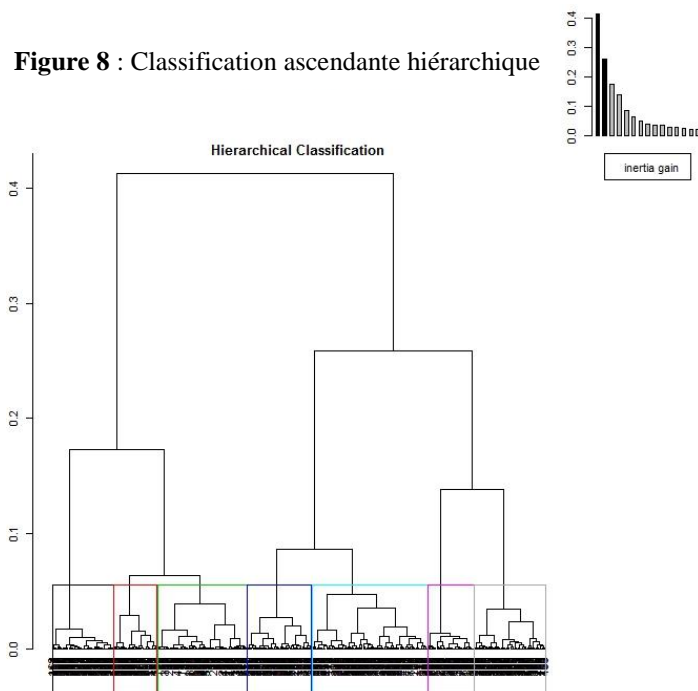 Figure 8 : Classification ascendante hiérarchique
0.0 0.1 0.2 0.3 0.4
inertia gain
Hierarchical Classification
0.4
0.3
0.2
0.1
0.0